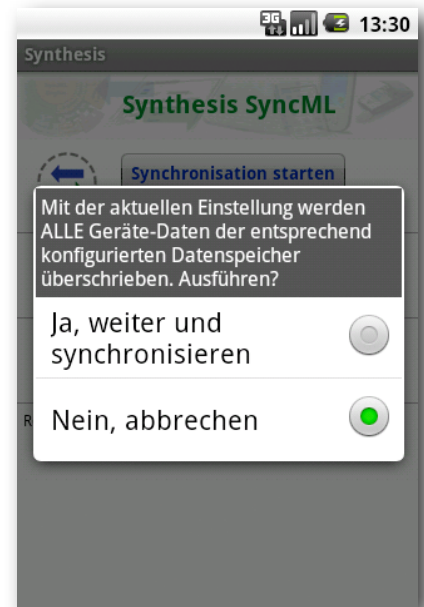 3G 13:30
Synthesis
Synthesis SyncML
Synchronisation starten
Mit der aktuellen Einstellung werden
ALLE Geräte-Daten der entsprechend
konfigurierten Datenspeicher
überschrieben. Ausführen?
Ja, weiter und
synchronisieren
Nein, abbrechen